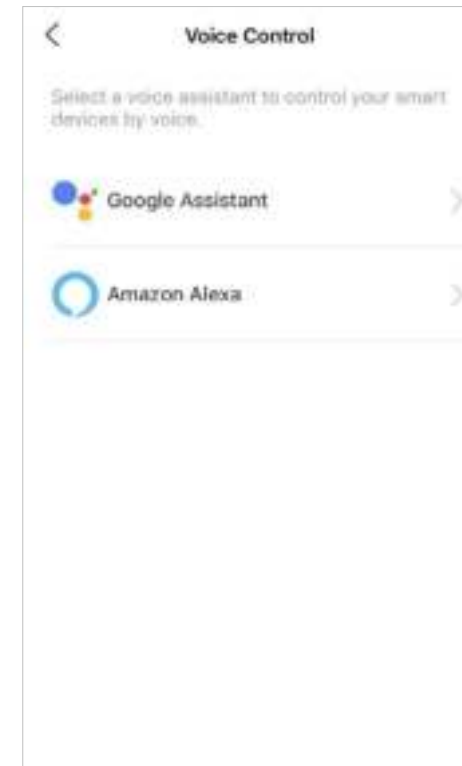 Voice Control
Select a voice assistant to control your smart
devices by voice.
Google Assistant
Amazon Alexa